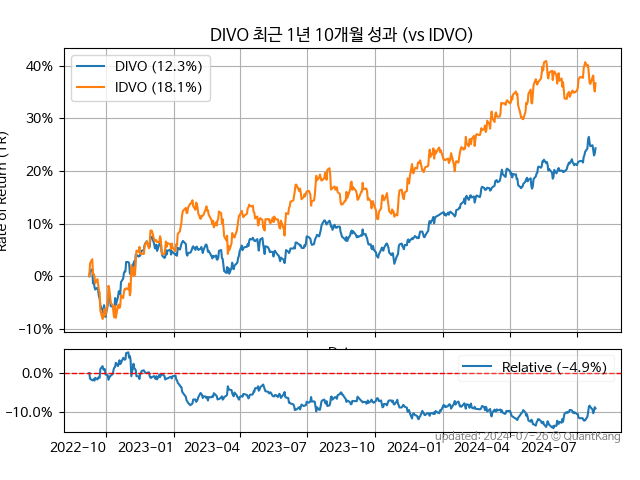 DIVO 최근 1년 10개월 성과 (vs IDVO)
DIVO (12.3%)
IDVO (18.1%)
40%
30%
20%
10%
0%
−10%
Rate of Return (TR)
Relative (−4.9%)
0.0%
−10.0%
2022-10 2023-01 2023-04 2023-07 2023-10 2024-01 2024-04 2024-07
updated: 2024-07-26 © QuantKang